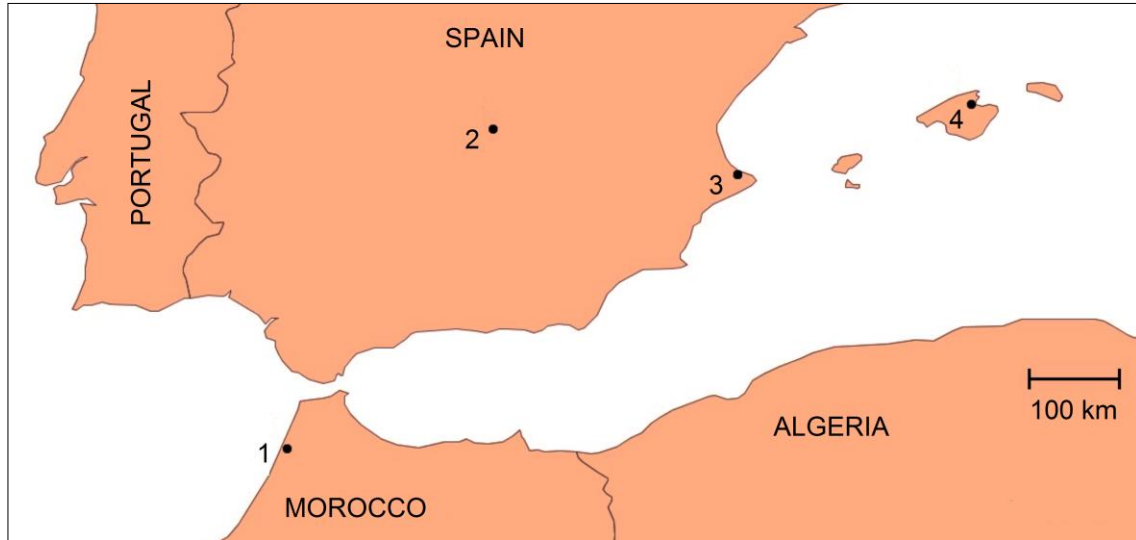 SPAIN
PORTUGAL
4
2
3
100 km
ALGERIA
1
MOROCCO